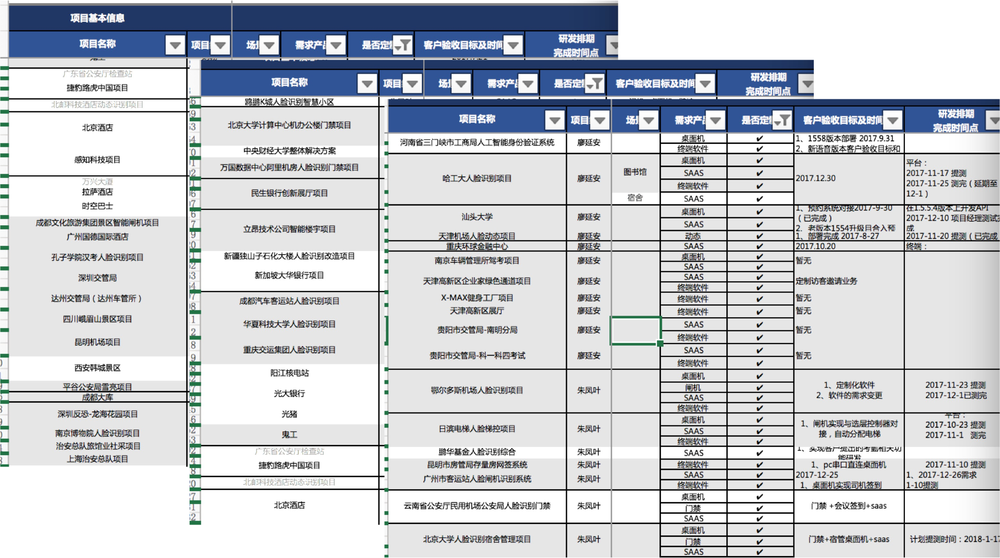 项目基本信息
项目名称
项目
场
需求产
是否定
客户验收目标及时间
研发排期
完成时间点
广东省公安厅检查站
捷豹路虎中国项目
北邮科技酒店动态识别项目
北京酒店
感知科技项目
万兴大厦
拉萨酒店
时空巴士
成都文化旅游集团景区智能闸机项目
广州国德国际酒店
孔子学院汉考人脸识别项目
深圳交管局
达州交管局（达州车管所）
四川峨眉山景区项目
昆明机场项目
西安韩城景区
平谷公安局雪亮项目
成都大库
深圳反恐-龙海花园项目
南京博物院人脸识别项目
治安总队旅馆业社采项目
上海治安总队项目
项目名称
项目
场
需求产
是否定
客户验收目标及时间
研发排期
完成时间点
鸥鹏K城人脸识别智慧小区
北京大学计算中心机办公楼门禁项目
中央财经大学整体解决方案
万国数据中心阿里机房人脸识别门禁项目
民生银行创新展厅项目
立昂技术公司智能楼宇项目
新疆独山子石化大楼人脸识别改造项目
新加坡大华银行项目
成都汽车客运站人脸识别项目
华夏科技大学人脸识别项目
重庆交运集团人脸识别项目
阳江核电站
光大银行
光猪
鬼工
广东省公安厅检查站
捷豹路虎中国项目
北邮科技酒店动态识别项目
北京酒店
项目名称
项目
场
需求产
是否定
客户验收目标及时间
研发排期
完成时间点
河南省三门峡市工商局人工智能身份验证系统
廖延安
桌面机 ✔
终端软件 ✔
1、1558版本部署 2017.9.31
2、新语音版本客户验收目标和
哈工大人脸识别项目
廖延安
图书馆
宿舍
桌面机 ✔
SAAS ✔
终端软件 ✔
SAAS ✔
2017.12.30
平台：
2017-11-17 提测
2017-11-25 测完（延期至
12-1）
汕头大学
廖延安
桌面机 ✔
SAAS ✔
1、预约系统对接2017-9-30
（已完成）
2、老版本1554升级且合入预
在1.5.5.4版本上开发API
2017-12-10 项目经理测试完
成
天津机场人脸动态项目 廖延安 动态 ✔ 1、部署完成 2017-8-27 2017-11-20 提测（已完成
重庆环球金融中心 廖延安 SAAS ✔ 2017.10.20 终端：
南京车辆管理所驾考项目
廖延安
桌面机 ✔
SAAS ✔
暂无
天津高新区企业家绿色通道项目
廖延安
SAAS ✔
终端软件 ✔
定制访客邀请业务
X-MAX健身工厂项目 廖延安 终端软件 ✔ 暂无
天津高新区展厅 廖延安 终端软件 ✔ 暂无
贵阳市交管局-南明分局
廖延安
SAAS ✔
终端软件 ✔
暂无
贵阳市交管局-科一科四考试
廖延安
SAAS ✔
终端软件 ✔
暂无
鄂尔多斯机场人脸识别项目
朱凤叶
桌面机 ✔
闸机 ✔
SAAS ✔
终端软件 ✔
1、定制化软件
2、软件的需求变更
2017-11-23 提测
2017-12-1已测完
日滨电梯人脸梯控项目
朱凤叶
桌面机 ✔
SAAS ✔
终端软件 ✔
1、闸机实现与选层控制器对
接，自动分配电梯
平台：
2017-10-23 提测
2017-11-1 测完
鹏华基金人脸识别综合
朱凤叶
SAAS ✔
1、实现客户提出的考勤相关功
能研发
昆明市房管局存量房网签系统 朱凤叶 终端软件 ✔ 1、pc串口直连桌面机 2017-11-10 提测
广州市客运站人脸闸机识别系统
朱凤叶
SAAS ✔
终端软件 ✔
2017-12-25
1、桌面机实现司机签到
1、2017-12-26需求
1-10提测
云南省公安厅民用机场公安局人脸识别门禁
朱凤叶
桌面机 ✔
门禁 ✔
SAAS ✔
门禁 +会议签到+saas
北京大学人脸识别宿舍管理项目
朱凤叶
桌面机 ✔
门禁 ✔
SAAS ✔
门禁+宿管桌面机+saas
计划提测时间：2018-1-17